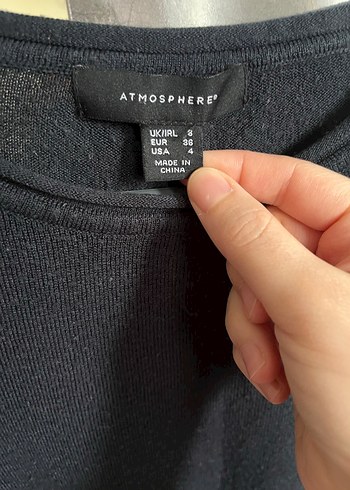 ATMOSPHERE®
UK/IRL 8
EUR 36
USA 4
MADE IN
CHINA